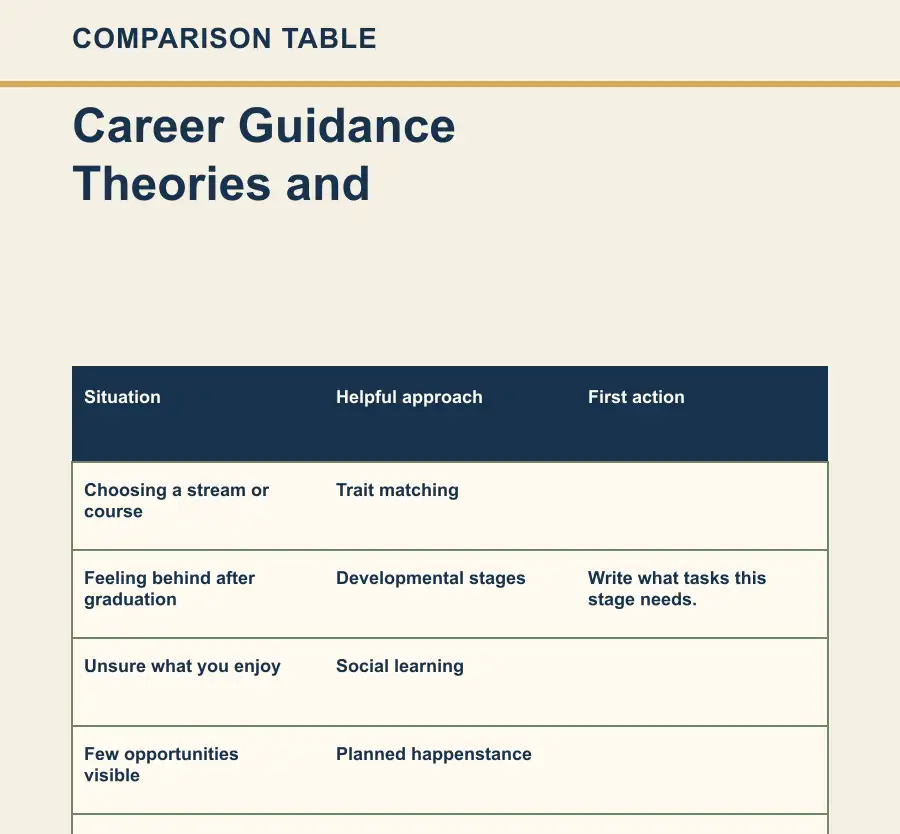 COMPARISON TABLE
Career Guidance
Theories and
Situation Helpful approach First action
Choosing a stream or Trait matching
course
Feeling behind after Developmental stages Write what tasks this
graduation stage needs.
Unsure what you enjoy Social learning
Few opportunities Planned happenstance
visible